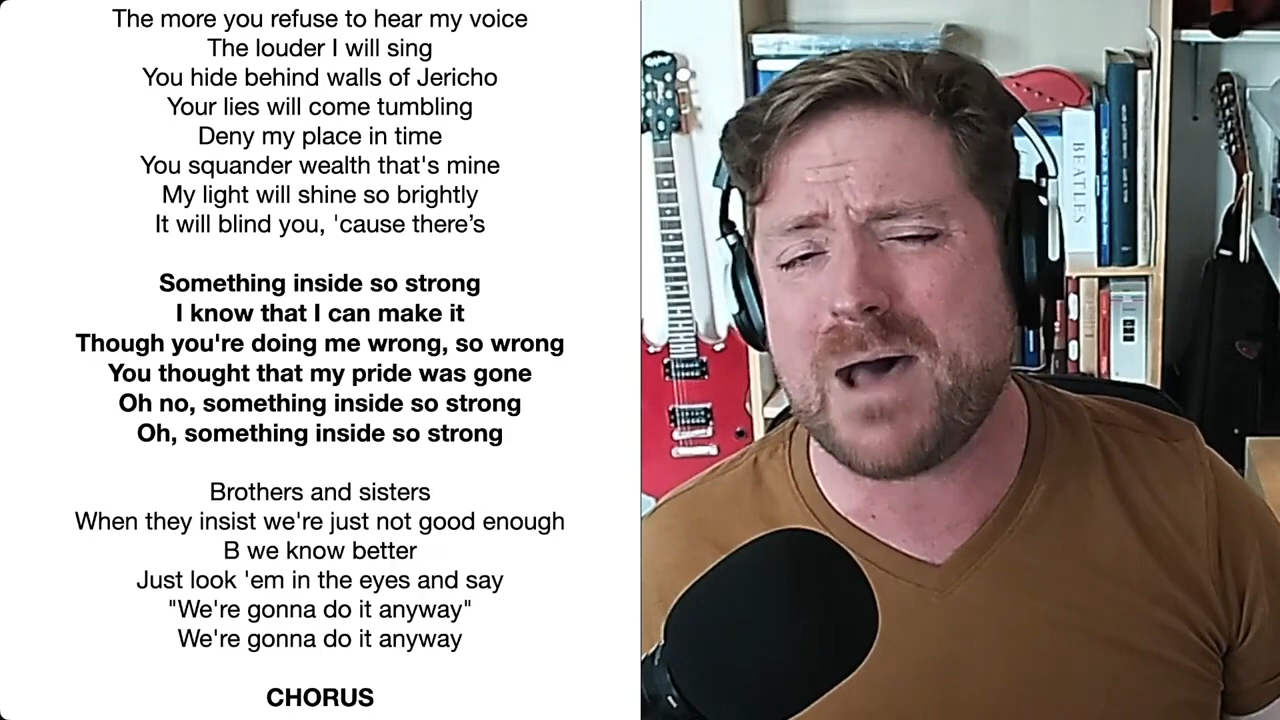 The more you refuse to hear my voice
The louder I will sing
You hide behind walls of Jericho
Your lies will come tumbling
Deny my place in time
You squander wealth that's mine
My light will shine so brightly
It will blind you, 'cause there’s
Something inside so strong
I know that I can make it
Though you're doing me wrong, so wrong
You thought that my pride was gone
Oh no, something inside so strong
Oh, something inside so strong
Brothers and sisters
When they insist we're just not good enough
B we know better
Just look 'em in the eyes and say
"We're gonna do it anyway"
We're gonna do it anyway
CHORUS
BEATLES